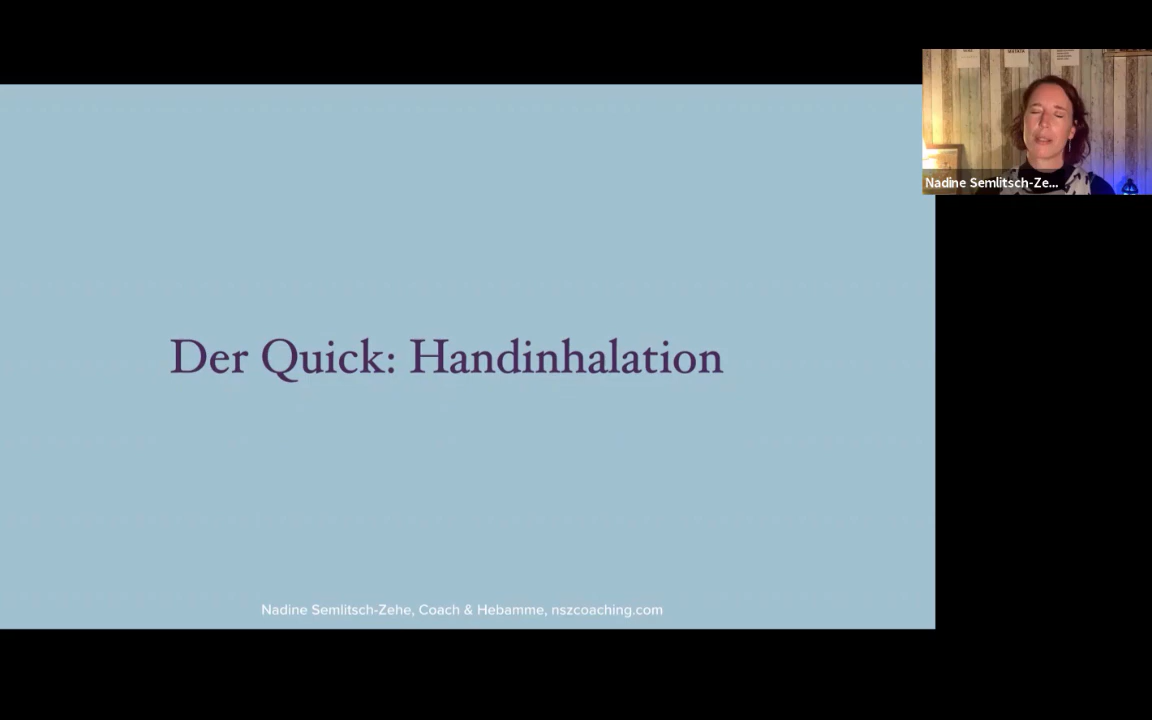 Nadine Semlitsch-Ze...
Der Quick: Handinhalation
Nadine Semlitsch-Zehe, Coach & Hebamme, nszcoaching.com